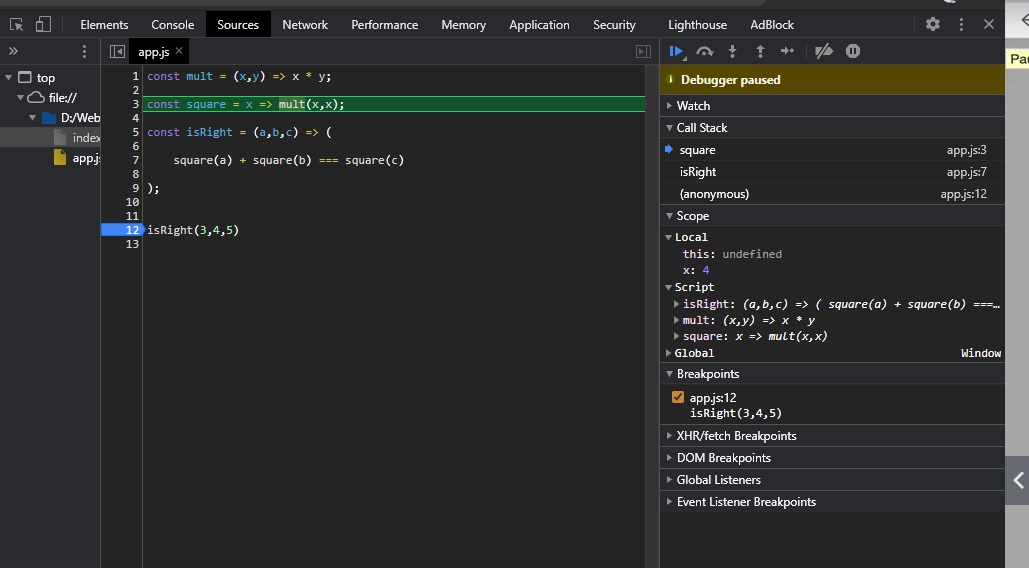 Elements Console Sources Network Performance Memory Application Security Lighthouse AdBlock
app.js
top
file://
D:/Web
index
app.js
1 const mult = (x,y) => x * y;
2
3 const square = x => mult(x,x);
4
5 const isRight = (a,b,c) => (
6
7 square(a) + square(b) === square(c)
8
9 );
10
11
12 isRight(3,4,5)
13
Debugger paused
Watch
Call Stack
square app.js:3
isRight app.js:7
(anonymous) app.js:12
Scope
Local
this: undefined
x: 4
Script
isRight: (a,b,c) => ( square(a) + square(b) ===…
mult: (x,y) => x * y
square: x => mult(x,x)
Global Window
Breakpoints
app.js:12
isRight(3,4,5)
XHR/fetch Breakpoints
DOM Breakpoints
Global Listeners
Event Listener Breakpoints
Pau